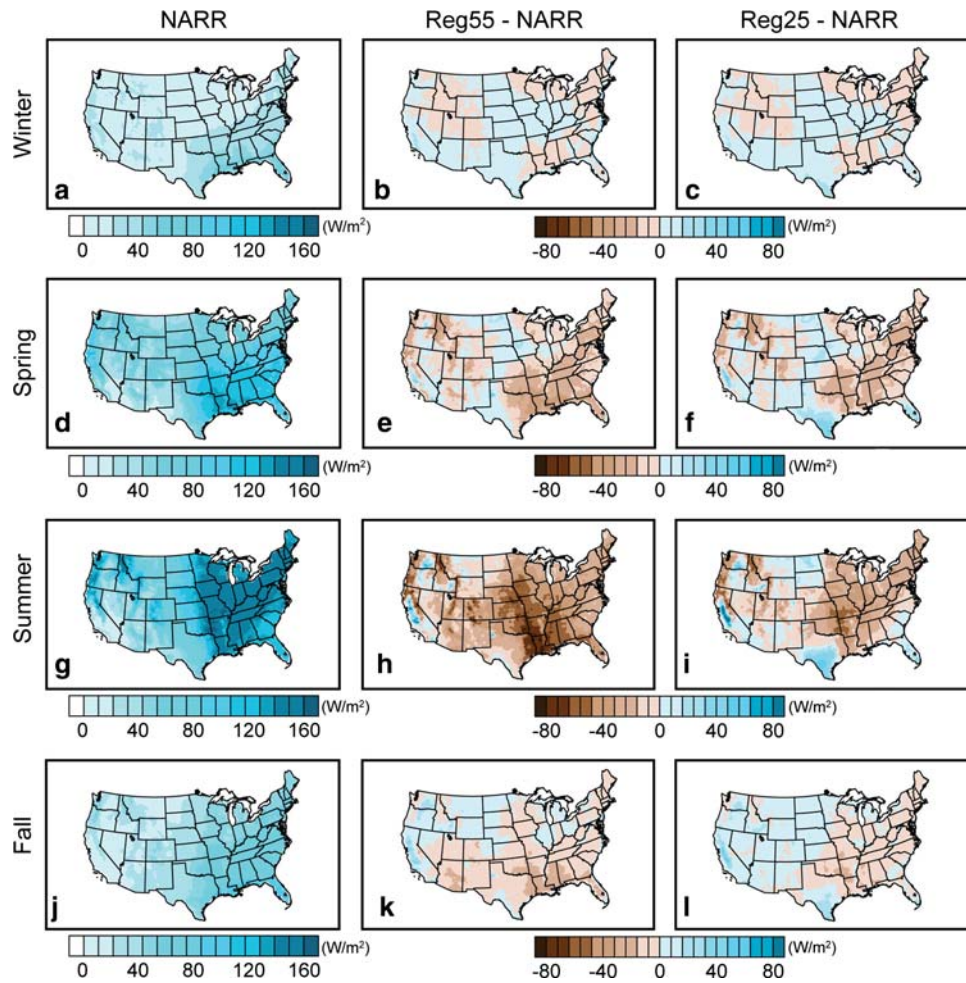 NARR Reg55 - NARR Reg25 - NARR
Winter
a b c
(W/m²) (W/m²)
0 40 80 120 160 -80 -40 0 40 80
Spring
d e f
(W/m²) (W/m²)
0 40 80 120 160 -80 -40 0 40 80
Summer
g h i
(W/m²) (W/m²)
0 40 80 120 160 -80 -40 0 40 80
Fall
j k l
(W/m²) (W/m²)
0 40 80 120 160 -80 -40 0 40 80